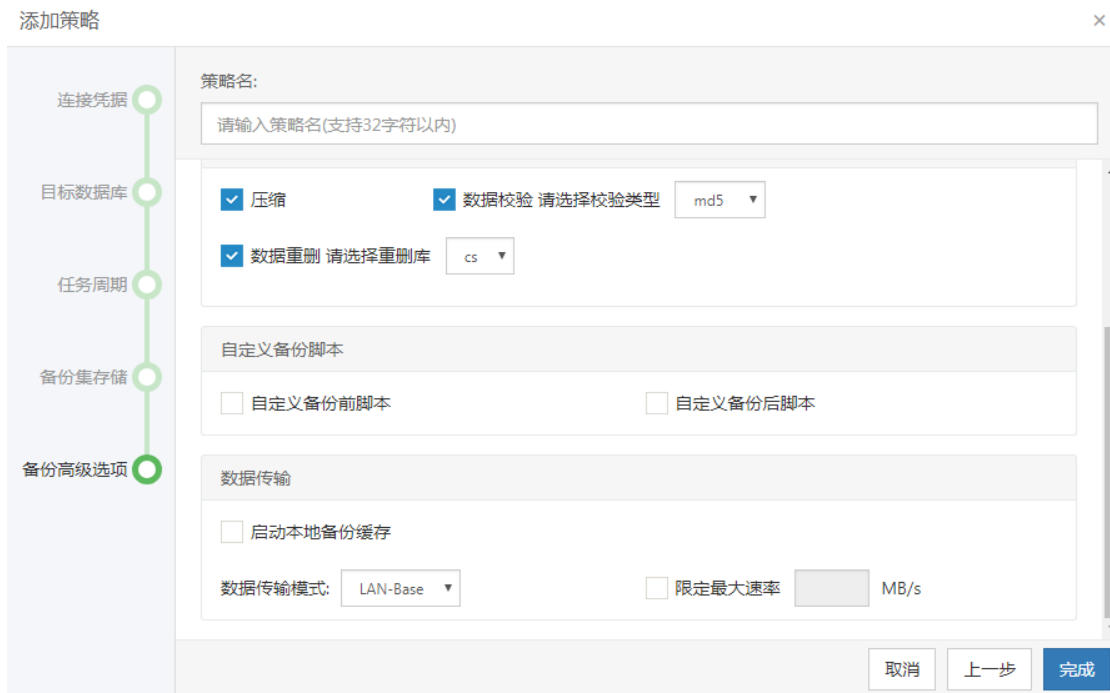 添加策略 ×
策略名:
请输入策略名(支持32字符以内)
连接凭据
目标数据库
任务周期
备份集存储
备份高级选项
压缩 数据校验 请选择校验类型 md5
数据重删 请选择重删库 cs
自定义备份脚本
自定义备份前脚本 自定义备份后脚本
数据传输
启动本地备份缓存
数据传输模式: LAN-Base 限定最大速率 MB/s
取消 上一步 完成